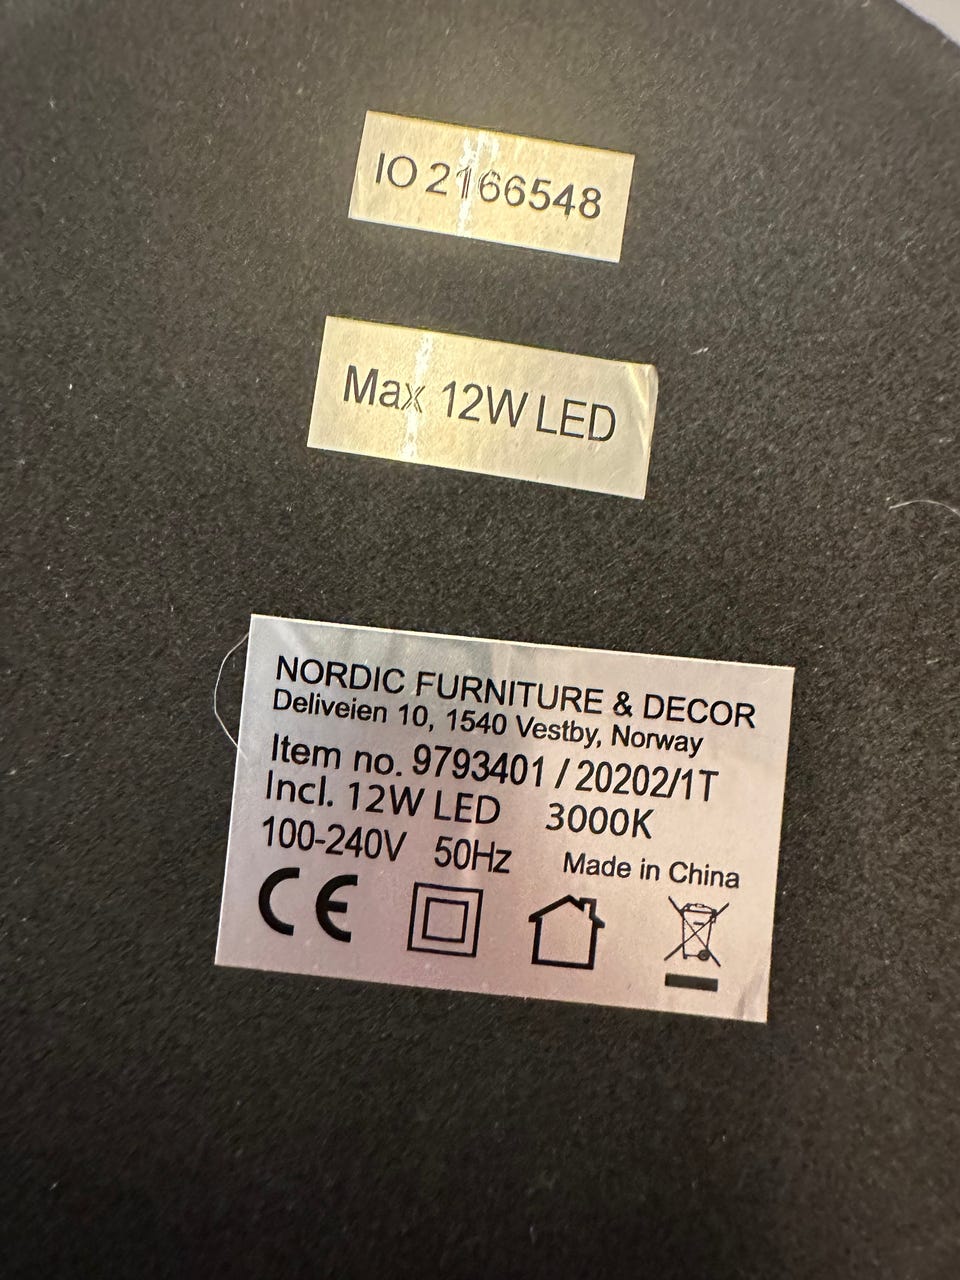 IO 2166548
Max 12W LED
NORDIC FURNITURE & DECOR
Deliveien 10, 1540 Vestby, Norway
Item no. 9793401 / 20202/1T
Incl. 12W LED 3000K
100-240V 50Hz Made in China
CE